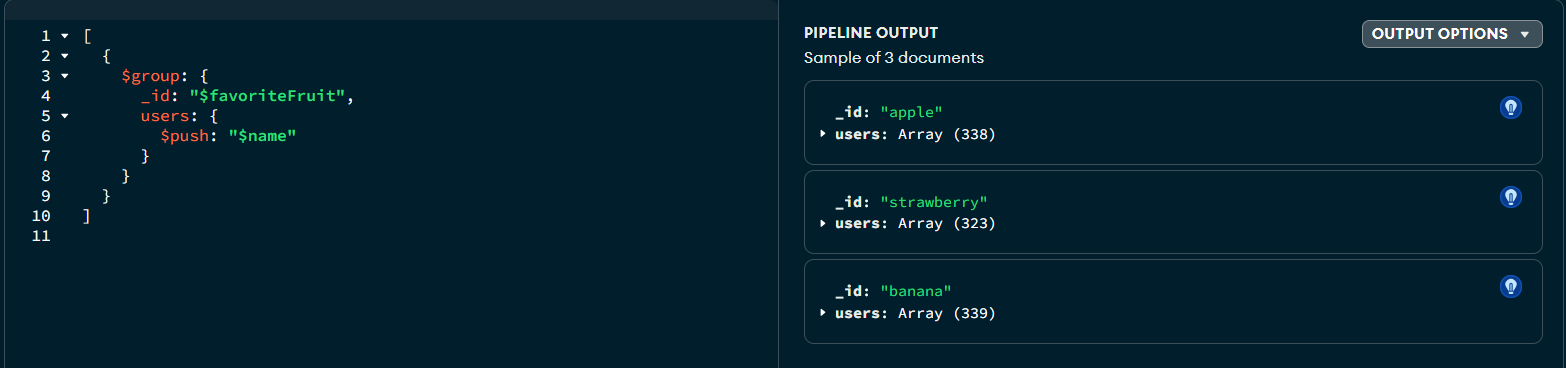 1 [
2 {
3 $group: {
4 _id: "$favoriteFruit",
5 users: {
6 $push: "$name"
7 }
8 }
9 }
10 ]
11
PIPELINE OUTPUT
OUTPUT OPTIONS
Sample of 3 documents
_id: "apple"
users: Array (338)
_id: "strawberry"
users: Array (323)
_id: "banana"
users: Array (339)